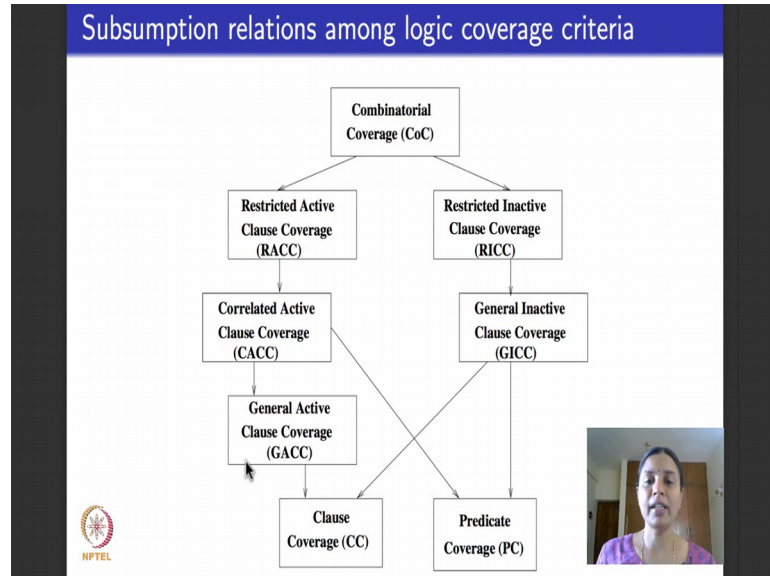 Subsumption relations among logic coverage criteria
Combinatorial
Coverage (CoC)
Restricted Active
Clause Coverage
(RACC)
Restricted Inactive
Clause Coverage
(RICC)
Correlated Active
Clause Coverage
(CACC)
General Inactive
Clause Coverage
(GICC)
General Active
Clause Coverage
(GACC)
Clause
Coverage (CC)
Predicate
Coverage (PC)
NPTEL